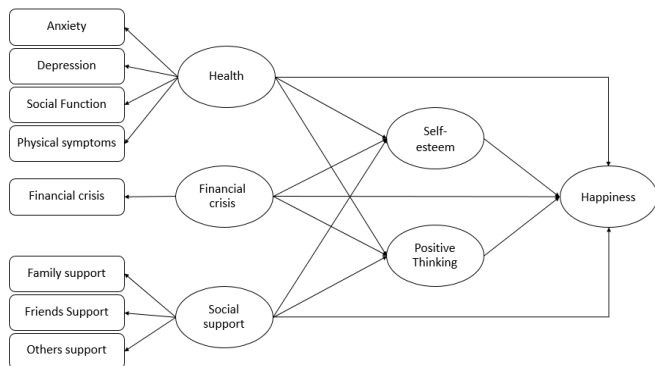 Anxiety
Depression
Social Function
Physical symptoms
Health
Self-
esteem
Financial crisis
Financial
crisis
Happiness
Positive
Thinking
Family support
Friends Support
Others support
Social
support